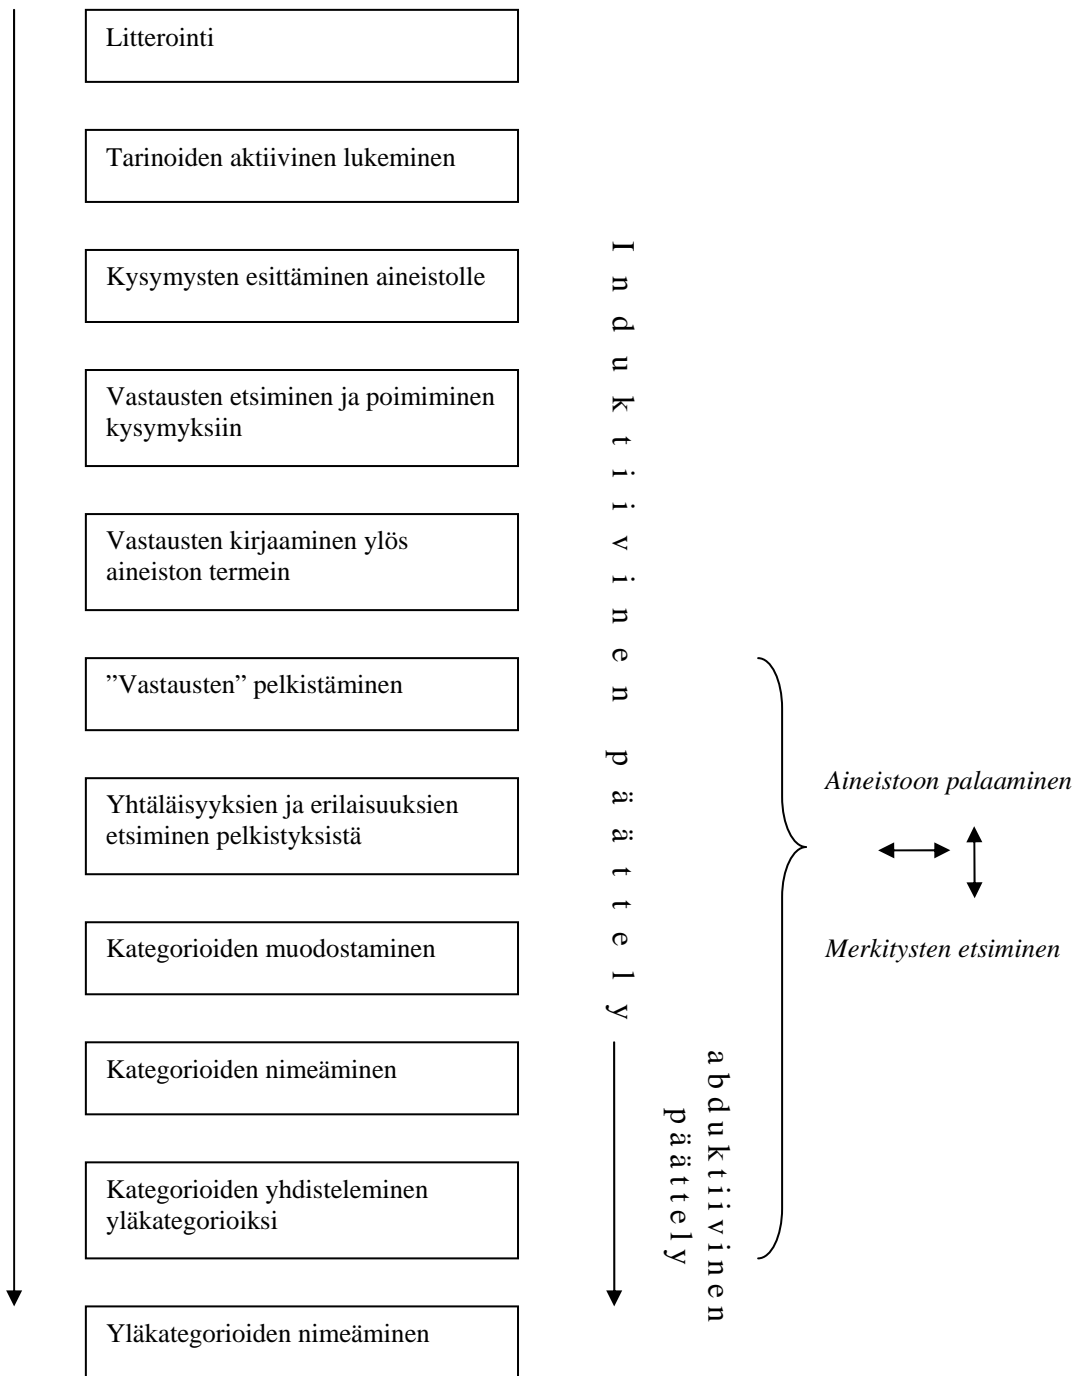 Litterointi
Tarinoiden aktiivinen lukeminen
Kysymysten esittäminen aineistolle
Vastausten etsiminen ja poimiminen
kysymyksiin
Vastausten kirjaaminen ylös
aineiston termein
”Vastausten” pelkistäminen
Yhtäläisyyksien ja erilaisuuksien
etsiminen pelkistyksistä
Kategorioiden muodostaminen
Kategorioiden nimeäminen
Kategorioiden yhdisteleminen
yläkategorioiksi
Yläkategorioiden nimeäminen
Induktiivinen päättely
abduktiivinen
päättely
Aineistoon palaaminen
Merkitysten etsiminen